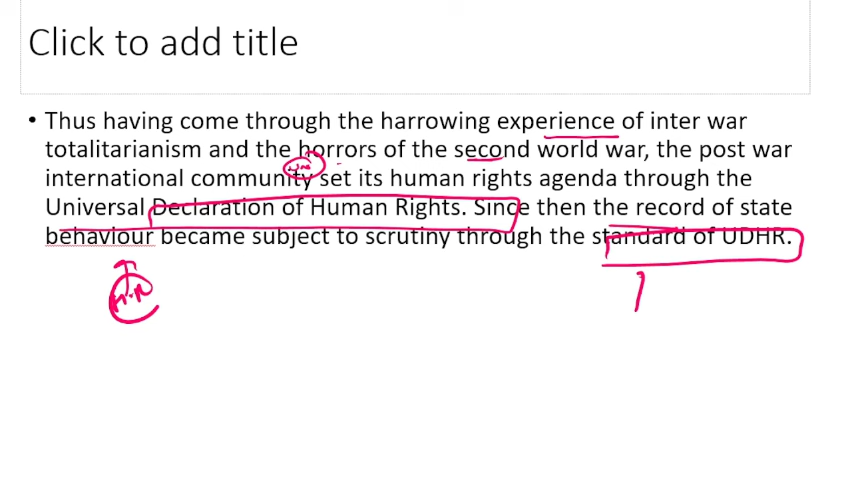 Click to add title
• Thus having come through the harrowing experience of inter war
totalitarianism and the horrors of the second world war, the post war
international community set its human rights agenda through the
Universal Declaration of Human Rights. Since then the record of state
behaviour became subject to scrutiny through the standard of UDHR.
H.R